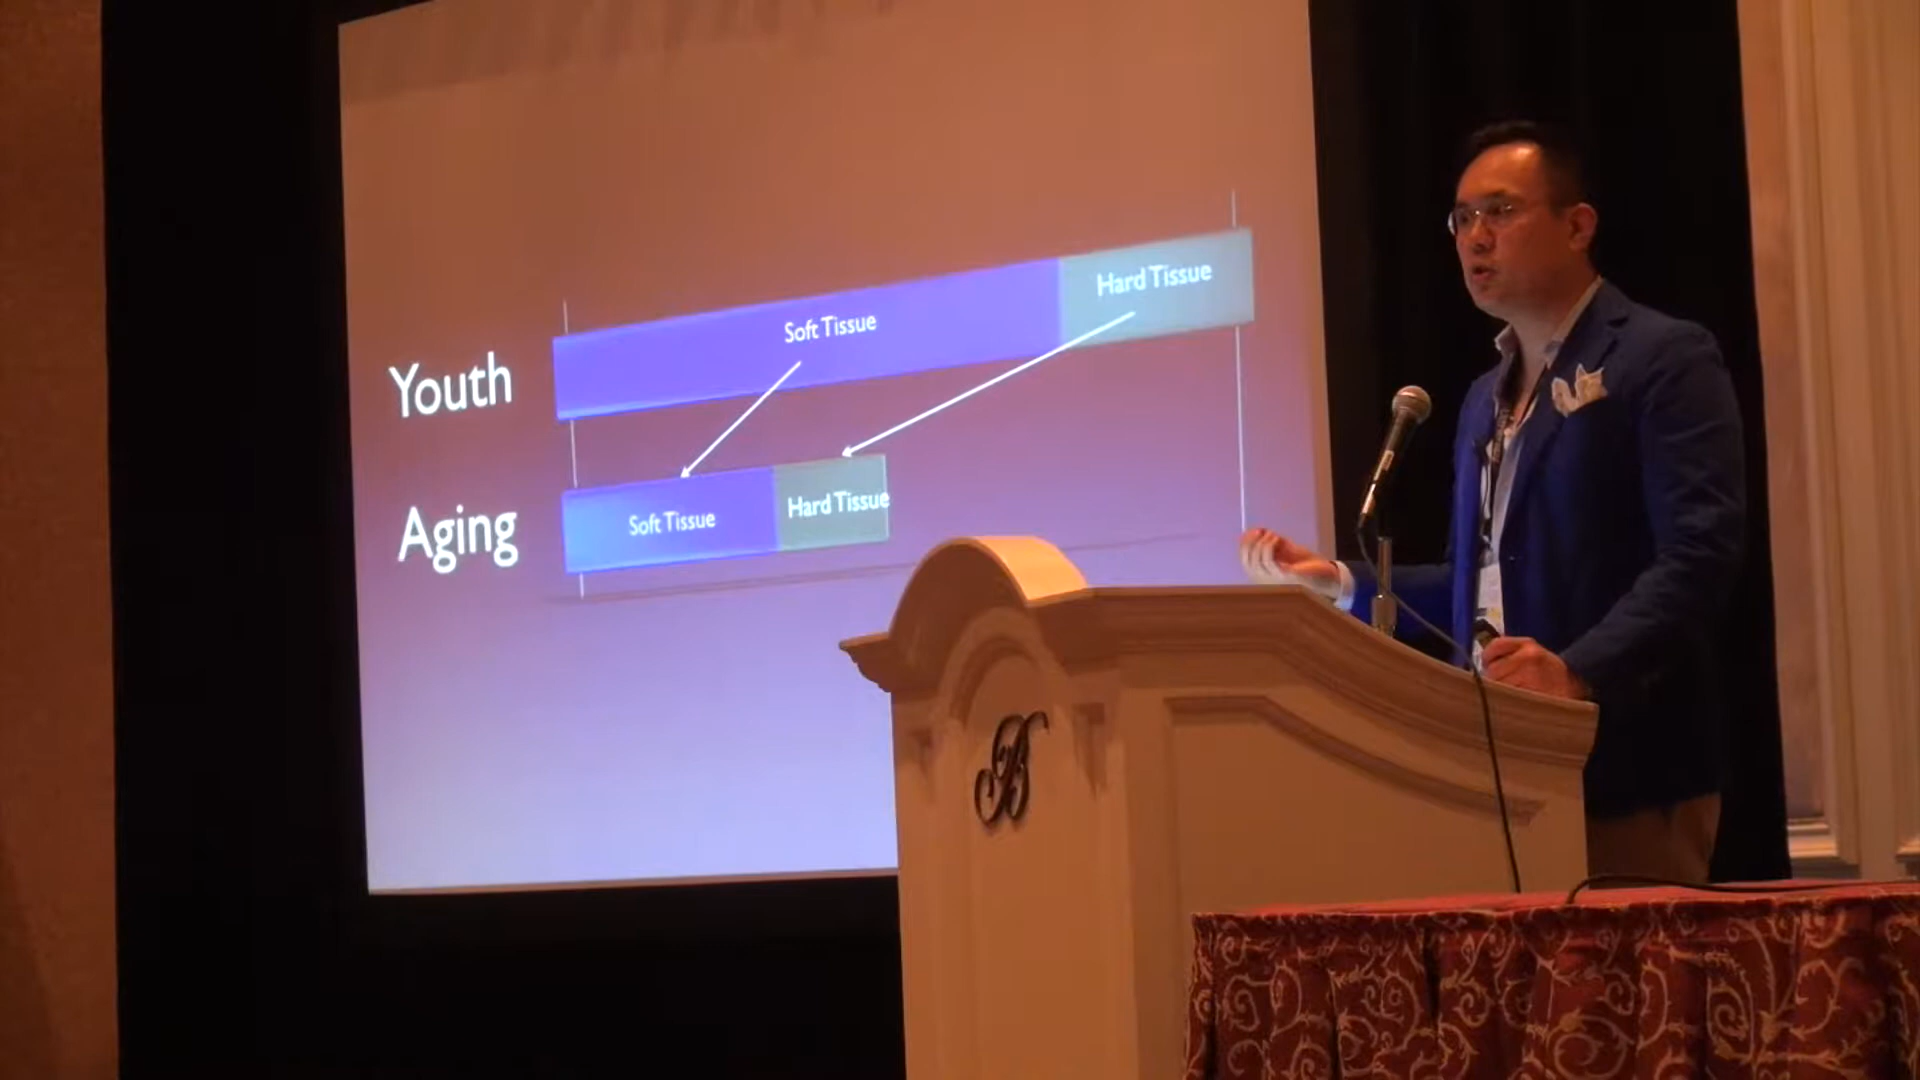 Youth
Soft Tissue
Hard Tissue
Aging
Soft Tissue
Hard Tissue
B